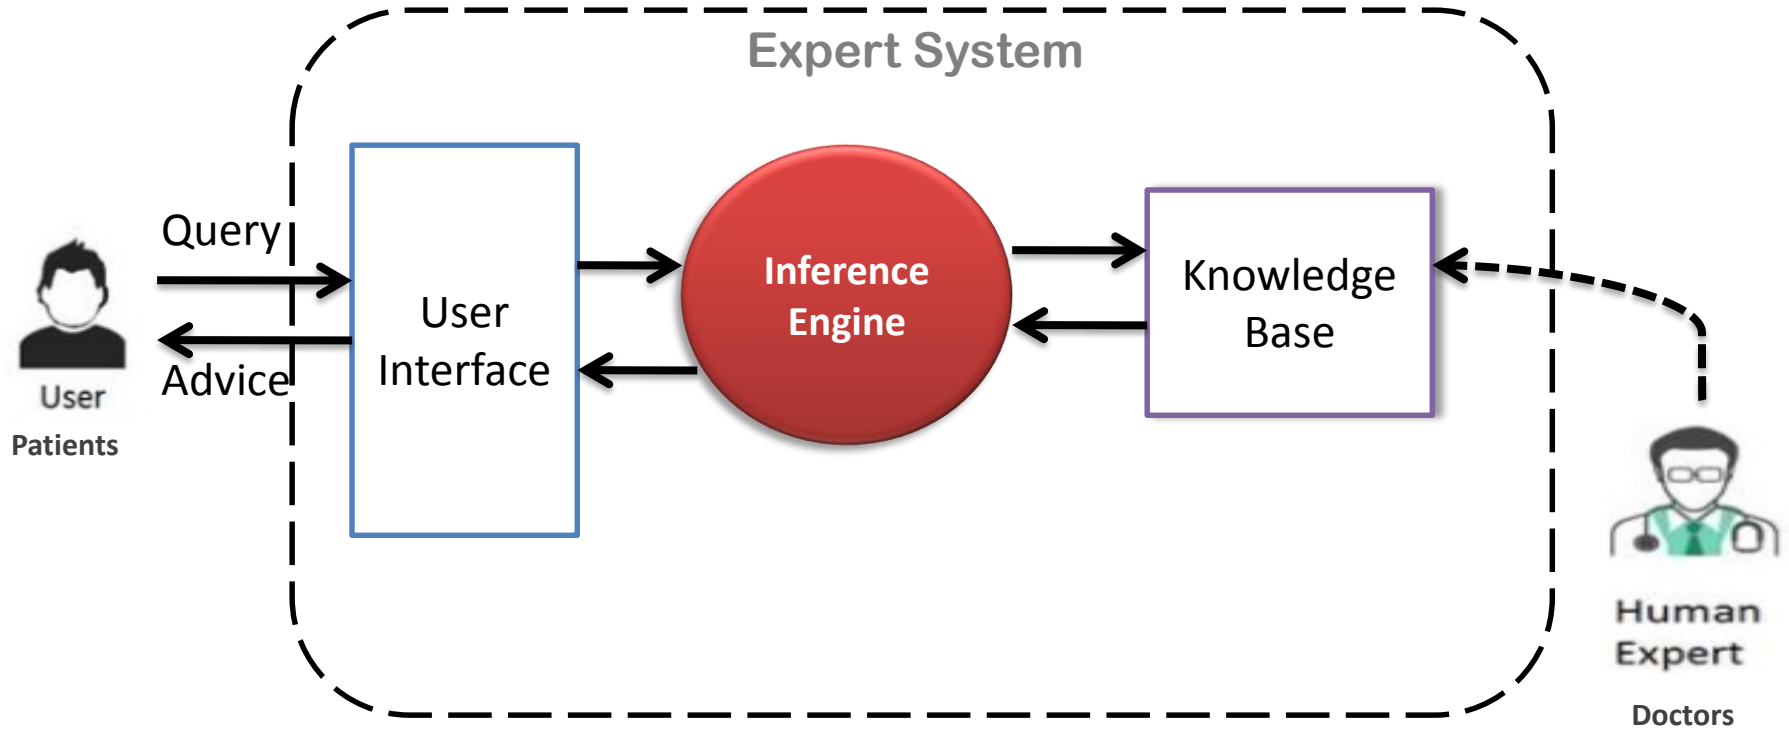 Expert System
Query
Advice
User
Patients
User
Interface
Inference
Engine
Knowledge
Base
Human
Expert
Doctors